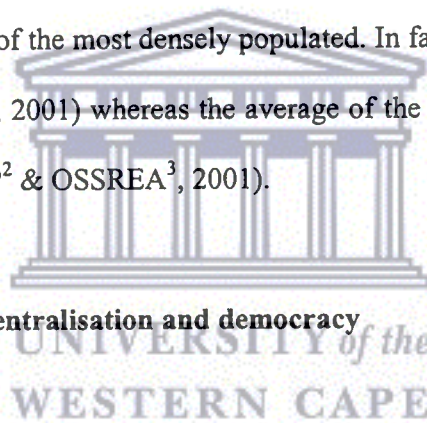 of the most densely populated. In fa
, 2001) whereas the average of the
² & OSSREA³, 2001).
entralisation and democracy
UNIVERSITY of the
WESTERN CAPE